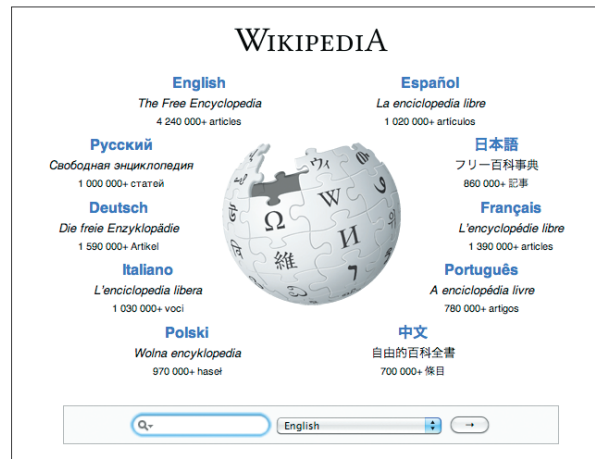 WIKIPEDIA
English
The Free Encyclopedia
4 240 000+ articles
Español
La enciclopedia libre
1 020 000+ artículos
Русский
Свободная энциклопедия
1 000 000+ статей
日本語
フリー百科事典
860 000+ 記事
Deutsch
Die freie Enzyklopädie
1 590 000+ Artikel
Français
L'encyclopédie libre
1 390 000+ articles
Italiano
L'enciclopedia libera
1 030 000+ voci
Português
A enciclopédia livre
780 000+ artigos
Polski
Wolna encyklopedia
970 000+ haseł
中文
自由的百科全書
700 000+ 條目
Ω
W
ウィ
И
維
7
English
→